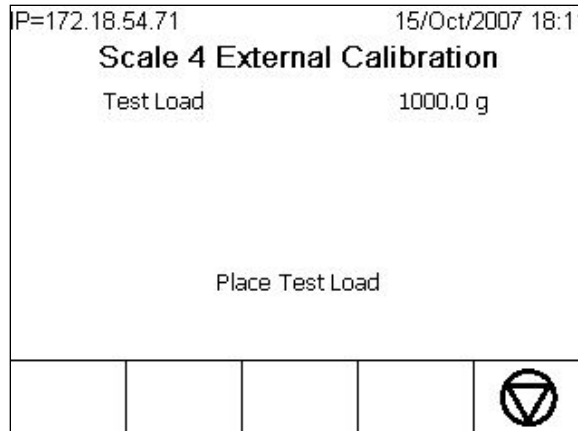 IP=172.18.54.71 15/Oct/2007 18:11
Scale 4 External Calibration
Test Load 1000.0 g
Place Test Load